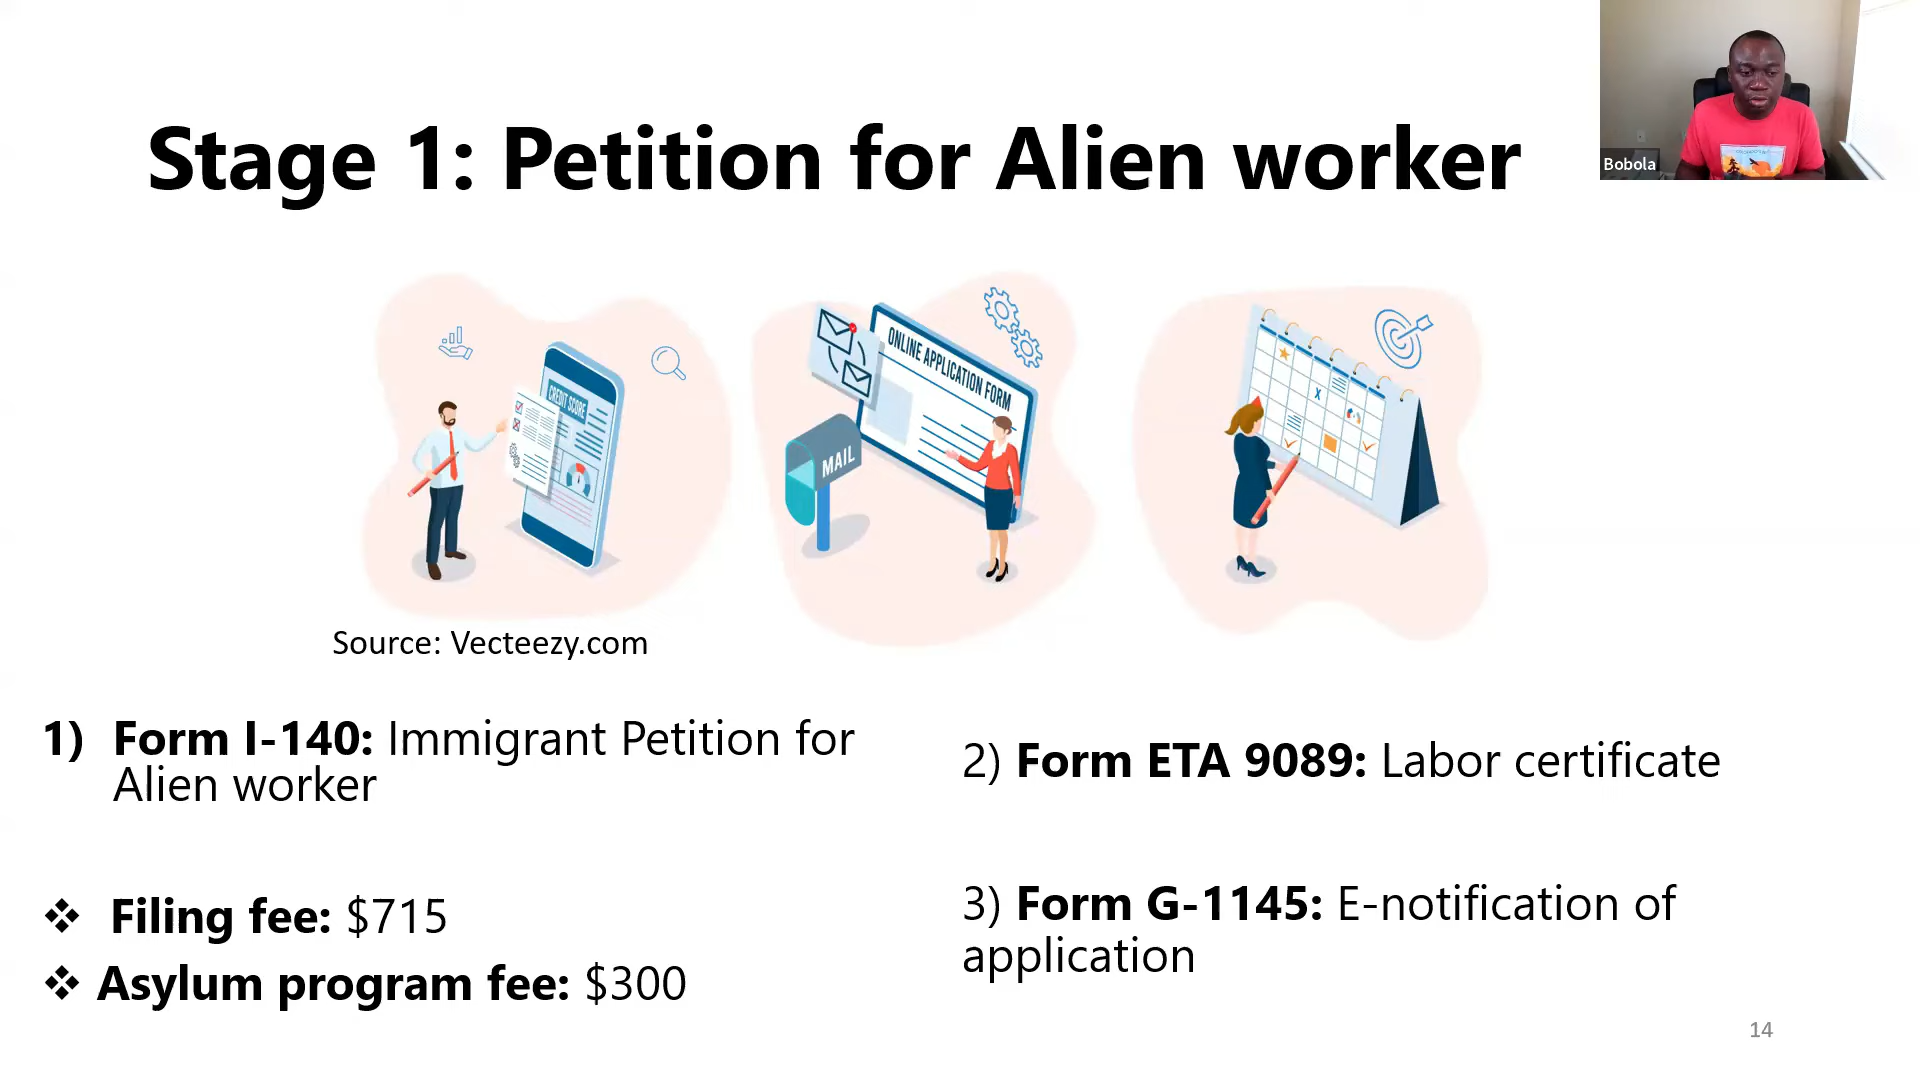 Bobola
Stage 1: Petition for Alien worker
CREDIT SCORE
ONLINE APPLICATION FORM
MAIL
X
Source: Vecteezy.com
1) Form I-140: Immigrant Petition for
Alien worker
❖ Filing fee: $715
❖ Asylum program fee: $300
2) Form ETA 9089: Labor certificate
3) Form G-1145: E-notification of
application
14